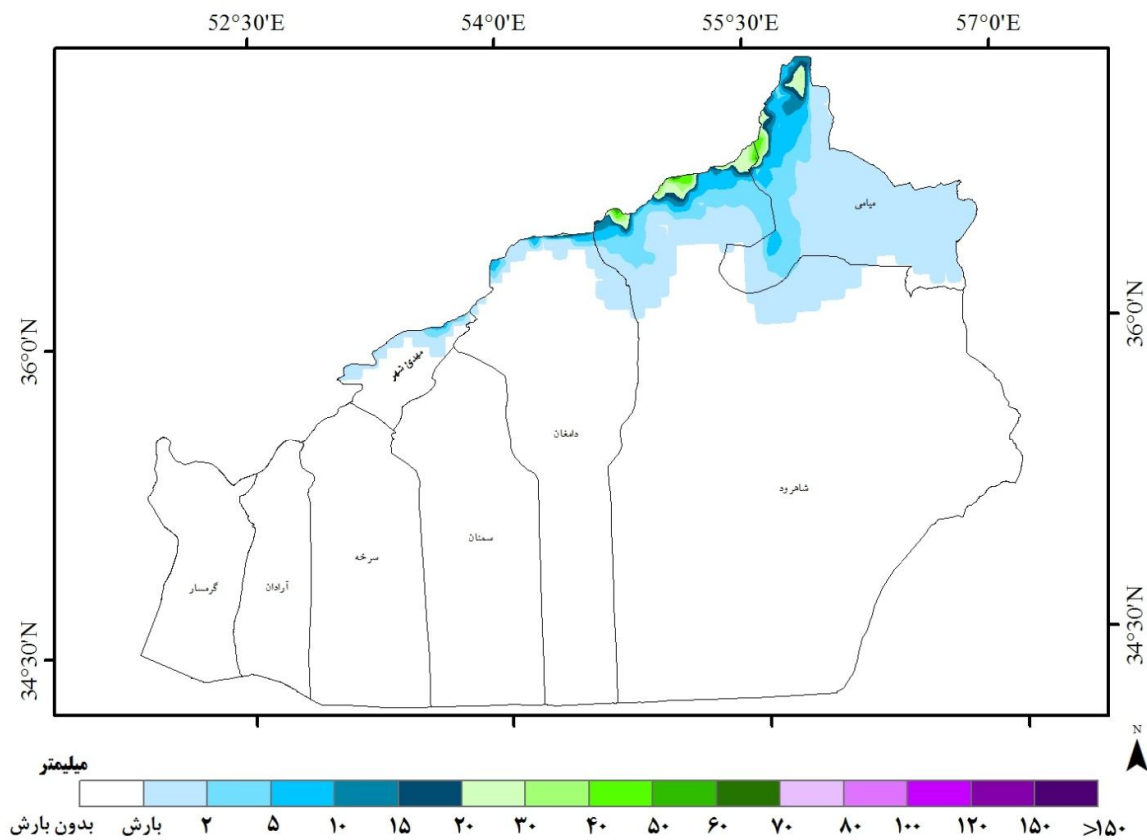 52°30'E 54°0'E 55°30'E 57°0'E
میامی
36°0'N 36°0'N
مهدی شهر
دامغان
شاهرود
سمنان
سرخه
آرادان
گرمسار
34°30'N 34°30'N
N
میلیمتر
بدون بارش بارش ۲ ۵ ۱۰ ۱۵ ۲۰ ۳۰ ۴۰ ۵۰ ۶۰ ۷۰ ۸۰ ۱۰۰ ۱۲۰ ۱۵۰ >۱۵۰